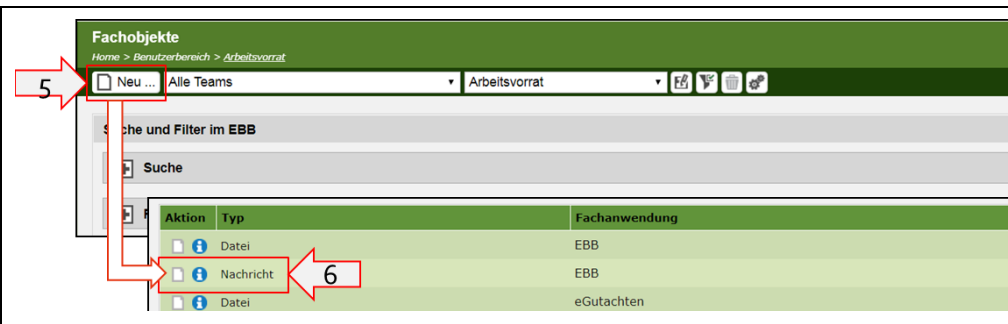 Fachobjekte
Home > Benutzerbereich > Arbeitsvorrat
5
Neu ... Alle Teams Arbeitsvorrat
che und Filter im EBB
Suche
Aktion Typ Fachanwendung
Datei EBB
Nachricht EBB
6
Datei eGutachten